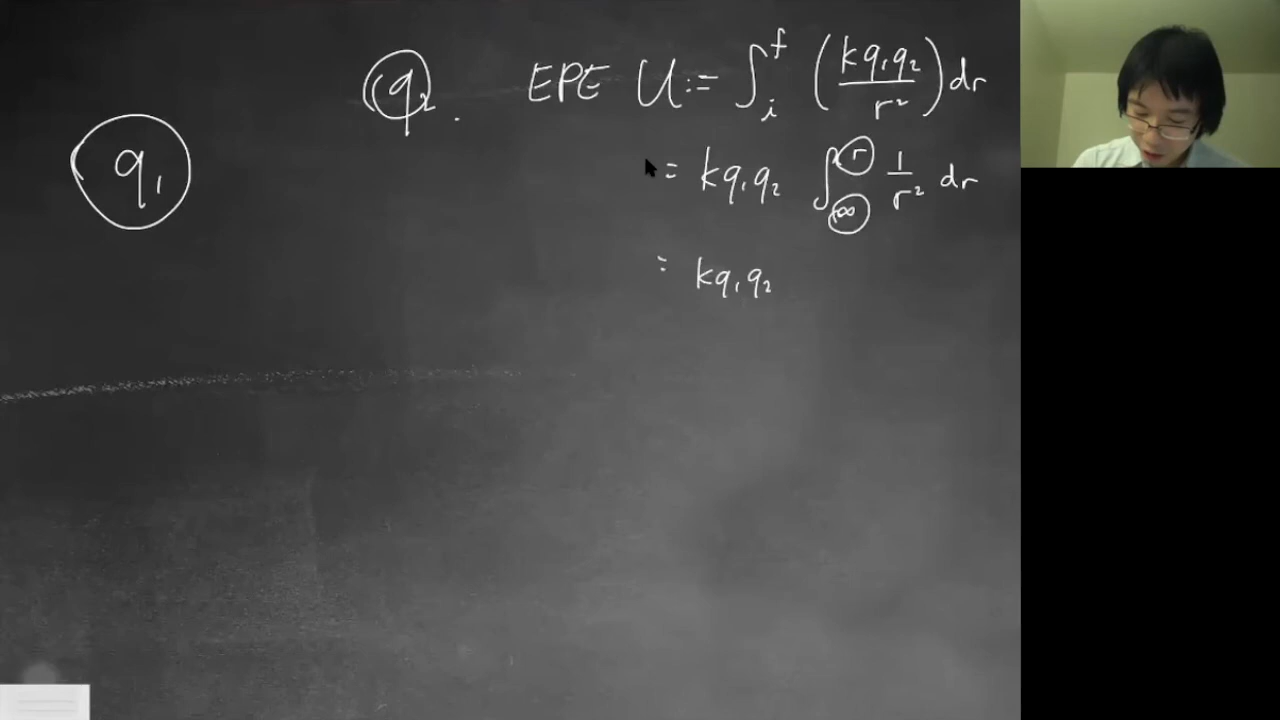 q₂
EPE U := ∫ᵢᶠ (kq₁q₂ / r²) dr
q₁
= kq₁q₂ ∫_∞^r 1/r² dr
= kq₁q₂